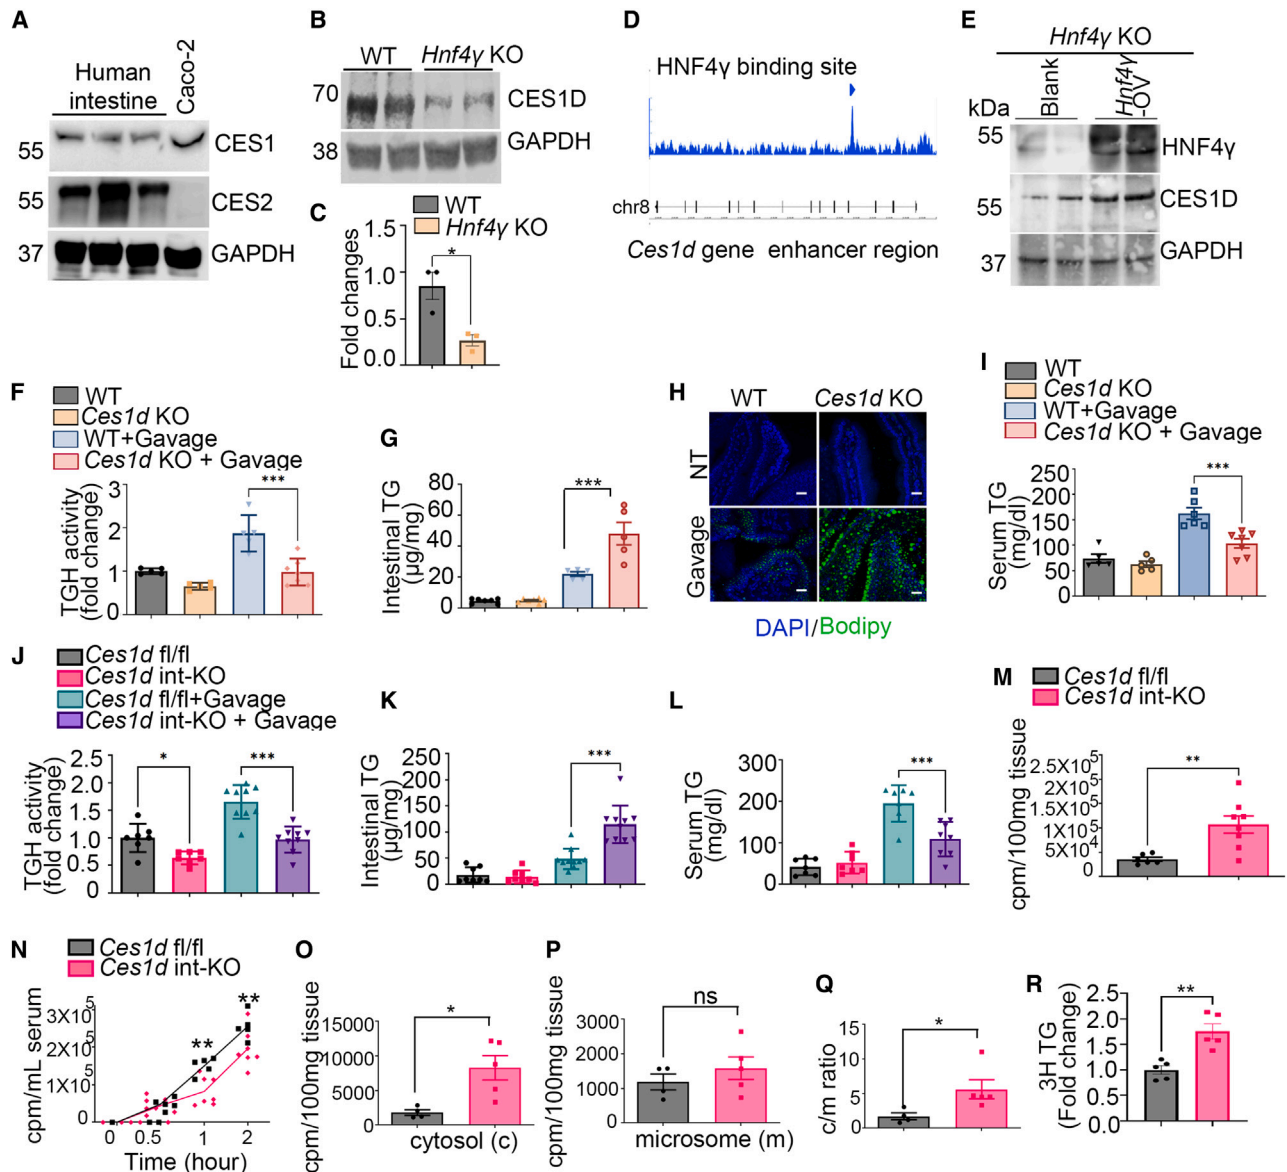 A
Human
intestine
Caco-2
55
CES1
55
CES2
37
GAPDH
B
WT
Hnf4γ KO
70
CES1D
38
GAPDH
C
WT
Hnf4γ KO
Fold changes
1.5
1.0
0.5
0.0
*
D
HNF4γ binding site
chr8
Ces1d gene enhancer region
E
Hnf4γ KO
Blank
Hnf4γ
-OV
kDa
55
HNF4γ
55
CES1D
37
GAPDH
F
WT
Ces1d KO
WT+Gavage
Ces1d KO + Gavage
TGH activity
(fold change)
3
2
1
0
***
G
Intestinal TG
(µg/mg)
80
60
40
20
0
***
H
WT
Ces1d KO
NT
Gavage
DAPI/Bodipy
I
WT
Ces1d KO
WT+Gavage
Ces1d KO + Gavage
Serum TG
(mg/dl)
250
200
150
100
50
0
***
J
Ces1d fl/fl
Ces1d int-KO
Ces1d fl/fl+Gavage
Ces1d int-KO + Gavage
TGH activity
(fold change)
2.5
2.0
1.5
1.0
0.5
0
*
***
K
Intestinal TG
(µg/mg)
250
200
150
100
50
0
***
L
Serum TG
(mg/dl)
300
200
100
0
***
M
Ces1d fl/fl
Ces1d int-KO
cpm/100mg tissue
2.5X10⁵
2X10⁵
1.5X10⁵
1X10⁵
5X10⁴
0
**
N
Ces1d fl/fl
Ces1d int-KO
cpm/mL serum
3X10⁵
2X10⁵
1X10⁵
0
**
**
0 0.5 1 2
Time (hour)
O
cpm/100mg tissue
15000
10000
5000
0
*
cytosol (c)
P
cpm/100mg tissue
3000
2000
1000
0
ns
microsome (m)
Q
c/m ratio
15
10
5
0
*
R
3H TG
(Fold change)
2.5
2.0
1.5
1.0
0.5
0.0
**